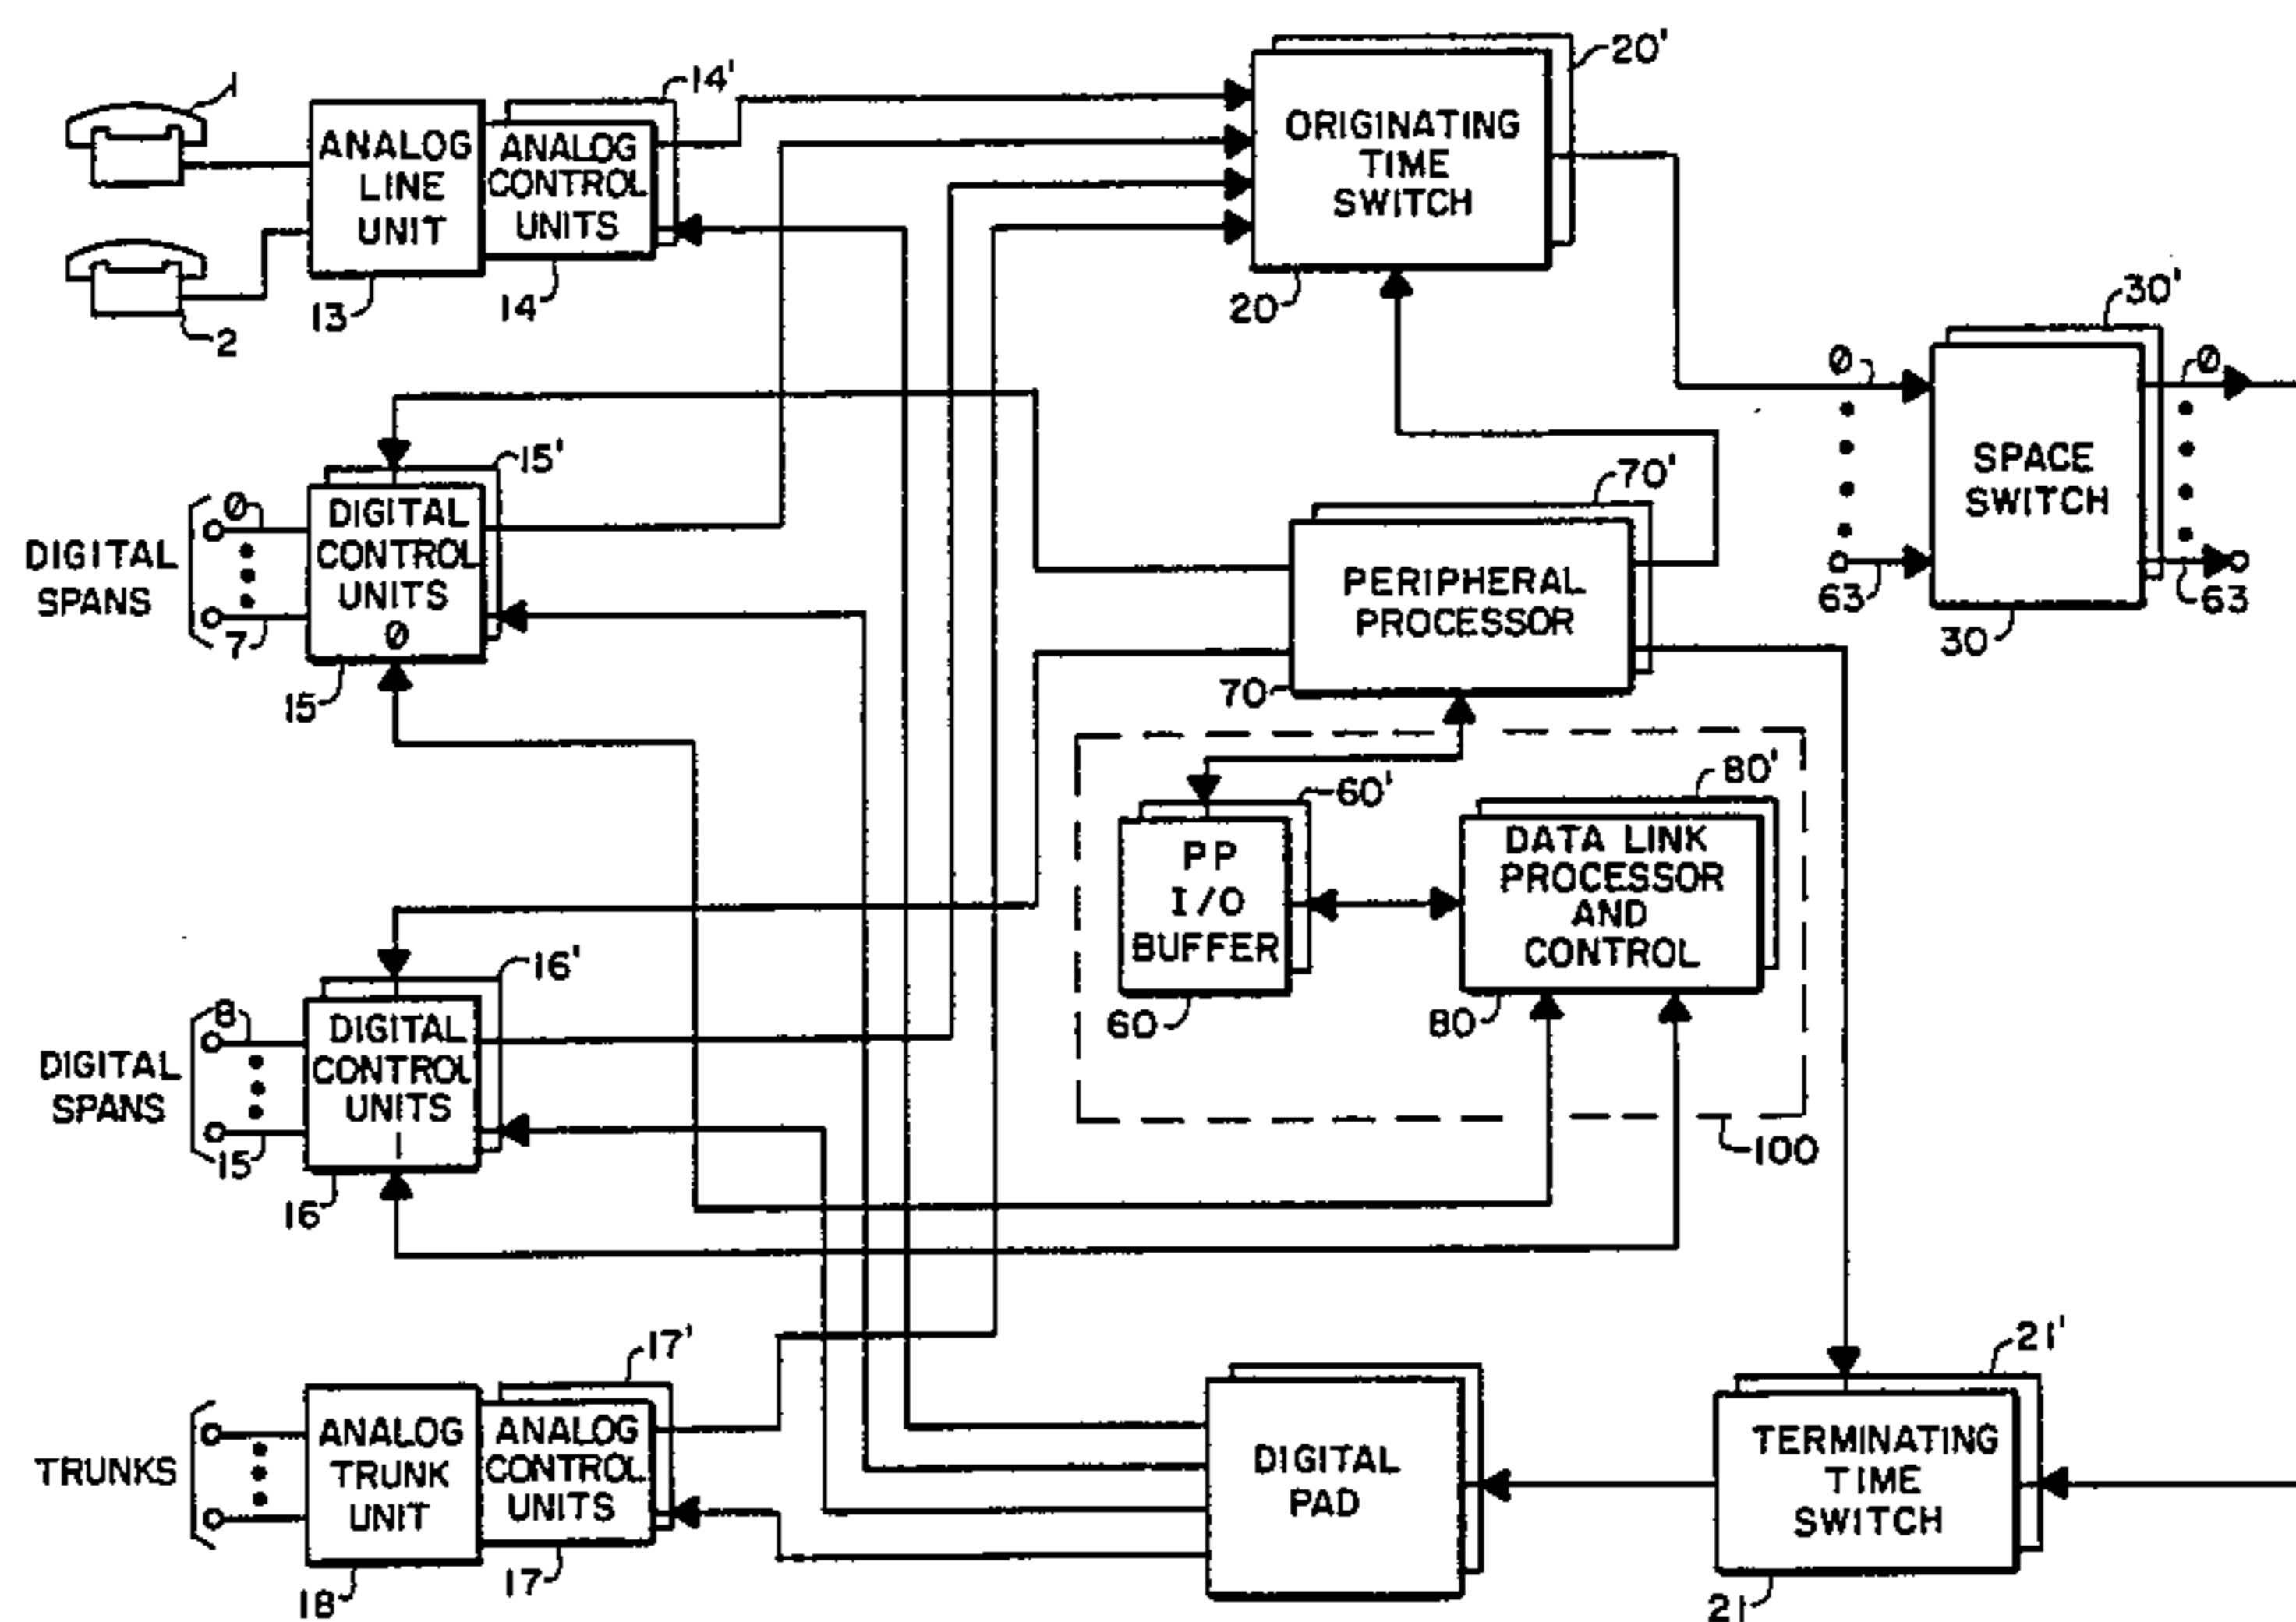 1
2
ANALOG
LINE
UNIT
13
ANALOG
CONTROL
UNITS
14
14'
ORIGINATING
TIME
SWITCH
20
20'
SPACE
SWITCH
30
30'
0
63
0
63
DIGITAL
SPANS
0
7
DIGITAL
CONTROL
UNITS
0
15
15'
PERIPHERAL
PROCESSOR
70
70'
PP
I/O
BUFFER
60
60'
DATA LINK
PROCESSOR
AND
CONTROL
80
80'
100
DIGITAL
SPANS
8
15
DIGITAL
CONTROL
UNITS
1
16
16'
TRUNKS
ANALOG
TRUNK
UNIT
18
ANALOG
CONTROL
UNITS
17
17'
DIGITAL
PAD
TERMINATING
TIME
SWITCH
21
21'